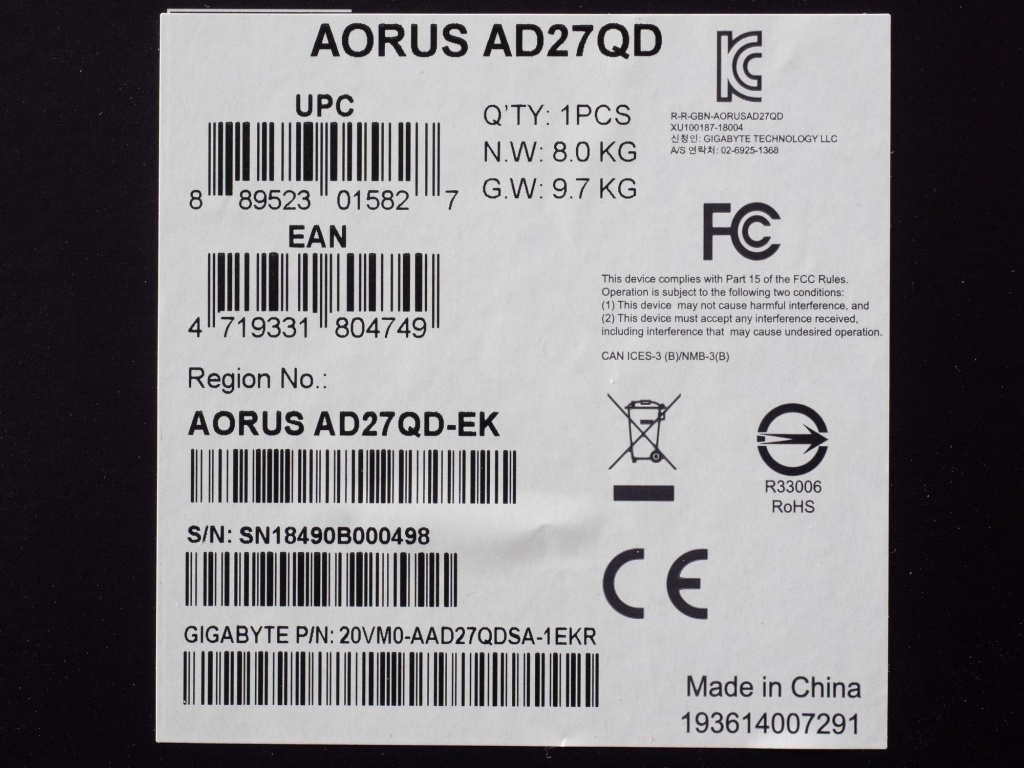 AORUS AD27QD
UPC
8 89523 01582 7
EAN
4 719331 804749
Q'TY: 1PCS
N.W: 8.0 KG
G.W: 9.7 KG
R-R-GBN-AORUSAD27QD
XU100187-18004
신청인: GIGABYTE TECHNOLOGY LLC
A/S 연락처: 02-6925-1368
FC
This device complies with Part 15 of the FCC Rules.
Operation is subject to the following two conditions:
(1) This device may not cause harmful interference, and
(2) This device must accept any interference received,
including interference that may cause undesired operation.
CAN ICES-3 (B)/NMB-3(B)
Region No.:
AORUS AD27QD-EK
S/N: SN18490B000498
GIGABYTE P/N: 20VM0-AAD27QDSA-1EKR
R33006
RoHS
CE
Made in China
193614007291